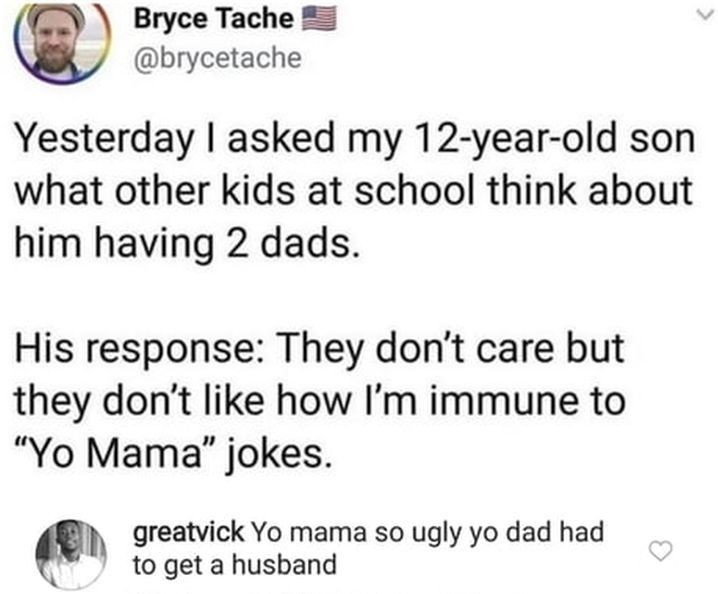 Bryce Tache 🇺🇸
@brycetache
Yesterday I asked my 12-year-old son
what other kids at school think about
him having 2 dads.
His response: They don’t care but
they don’t like how I’m immune to
“Yo Mama” jokes.
greatvick Yo mama so ugly yo dad had
to get a husband